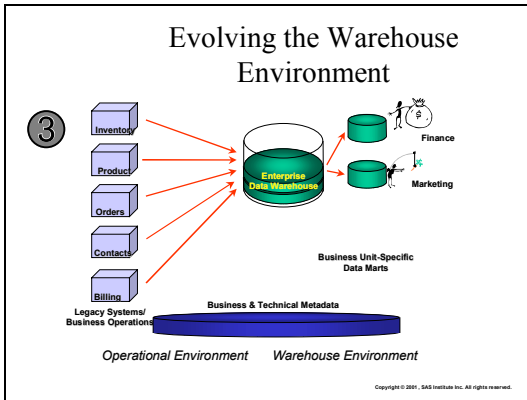 Evolving the Warehouse
Environment
3
Inventory
Product
Orders
Contacts
Billing
Legacy Systems/
Business Operations
Enterprise
Data Warehouse
$
Finance
Marketing
Business Unit-Specific
Data Marts
Business & Technical Metadata
Operational Environment
Warehouse Environment
Copyright © 2001 , SAS Institute Inc. All rights reserved.